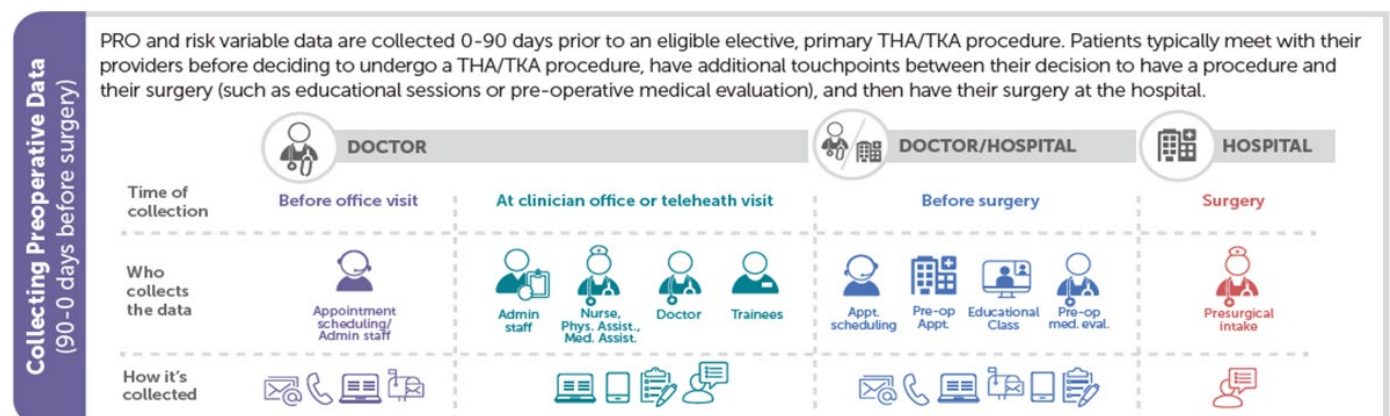 Collecting Preoperative Data
(90-0 days before surgery)
PRO and risk variable data are collected 0-90 days prior to an eligible elective, primary THA/TKA procedure. Patients typically meet with their
providers before deciding to undergo a THA/TKA procedure, have additional touchpoints between their decision to have a procedure and
their surgery (such as educational sessions or pre-operative medical evaluation), and then have their surgery at the hospital.
DOCTOR
DOCTOR/HOSPITAL
HOSPITAL
Time of
collection
Before office visit
At clinician office or teleheath visit
Before surgery
Surgery
Who
collects
the data
Appointment
scheduling/
Admin staff
Admin
staff
Nurse,
Phys. Assist.,
Med. Assist.
Doctor
Trainees
Appt.
scheduling
Pre-op
Appt.
Educational
Class
Pre-op
med. eval.
Presurgical
intake
How it's
collected